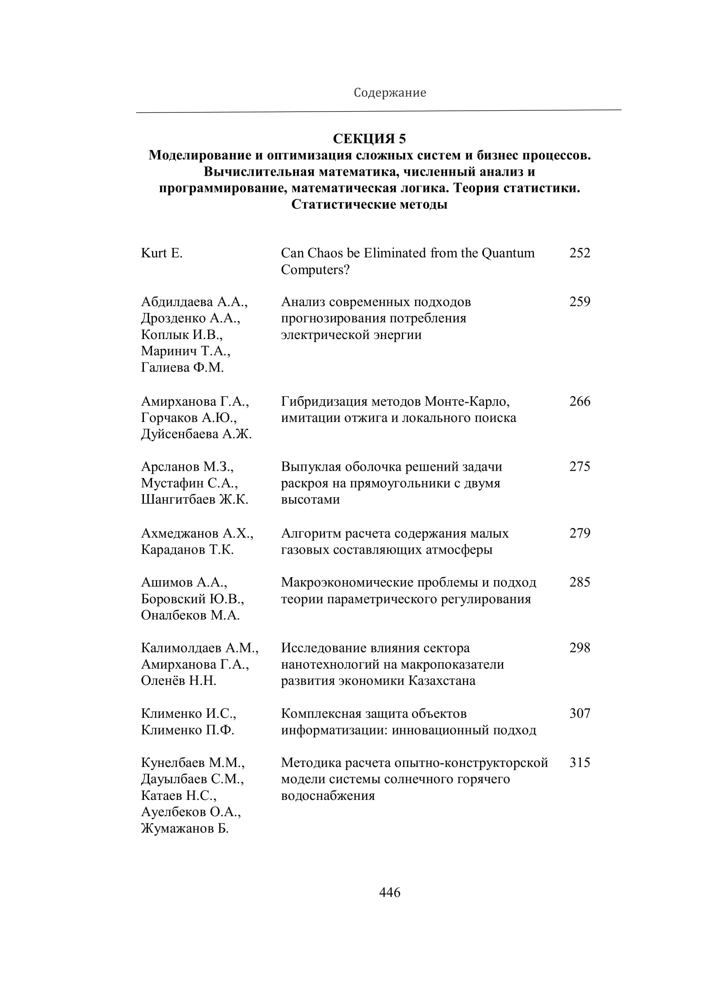 Содержание
СЕКЦИЯ 5
Моделирование и оптимизация сложных систем и бизнес процессов.
Вычислительная математика, численный анализ и
программирование, математическая логика. Теория статистики.
Статистические методы
Kurt E. Can Chaos be Eliminated from the Quantum 252
Computers?
Абдилдаева А.А., Анализ современных подходов 259
Дрозденко А.А., прогнозирования потребления
Коплык И.В., электрической энергии
Маринич Т.А.,
Галиева Ф.М.
Амирханова Г.А., Гибридизация методов Монте-Карло, 266
Горчаков А.Ю., имитации отжига и локального поиска
Дуйсенбаева А.Ж.
Арсланов М.З., Выпуклая оболочка решений задачи 275
Мустафин С.А., раскроя на прямоугольники с двумя
Шангитбаев Ж.К. высотами
Ахмеджанов А.Х., Алгоритм расчета содержания малых 279
Караданов Т.К. газовых составляющих атмосферы
Ашимов А.А., Макроэкономические проблемы и подход 285
Боровский Ю.В., теории параметрического регулирования
Оналбеков М.А.
Калимолдаев А.М., Исследование влияния сектора 298
Амирханова Г.А., нанотехнологий на макропоказатели
Оленёв Н.Н. развития экономики Казахстана
Клименко И.С., Комплексная защита объектов 307
Клименко П.Ф. информатизации: инновационный подход
Кунелбаев М.М., Методика расчета опытно-конструкторской 315
Дауылбаев С.М., модели системы солнечного горячего
Катаев Н.С., водоснабжения
Ауелбеков О.А.,
Жумажанов Б.
446